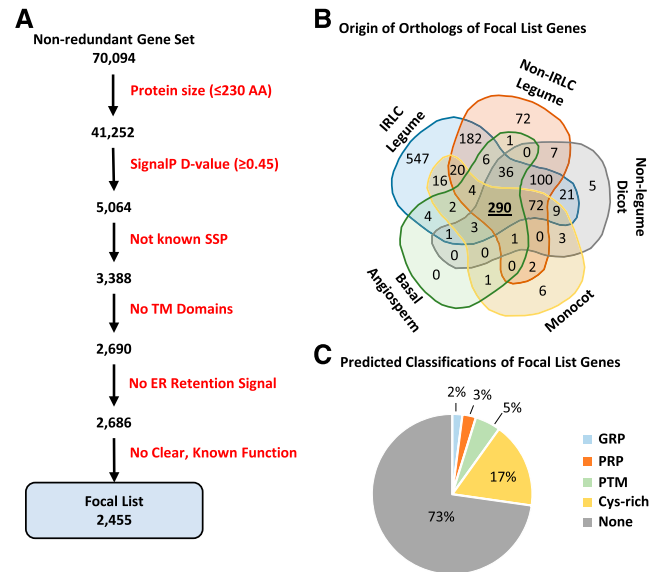 A
Non-redundant Gene Set
70,094
Protein size (≤230 AA)
41,252
SignalP D-value (≥0.45)
5,064
Not known SSP
3,388
No TM Domains
2,690
No ER Retention Signal
2,686
No Clear, Known Function
Focal List
2,455
B
Origin of Orthologs of Focal List Genes
Non-IRLC
Legume
IRLC
Legume
Non-legume
Dicot
Basal
Angiosperm
Monocot
72
182
1
0
7
547
6
36
20
16
4
100
21
5
2
290
72
9
4
1
3
1
0
3
0
0
0
2
0
1
6
C
Predicted Classifications of Focal List Genes
2%
3%
5%
17%
73%
GRP
PRP
PTM
Cys-rich
None